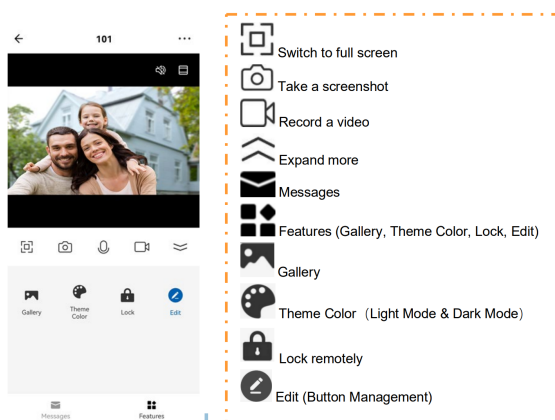 101
Gallery
Theme
Color
Lock
Edit
Messages
Features
Switch to full screen
Take a screenshot
Record a video
Expand more
Messages
Features (Gallery, Theme Color, Lock, Edit)
Gallery
Theme Color（Light Mode & Dark Mode）
Lock remotely
Edit (Button Management)